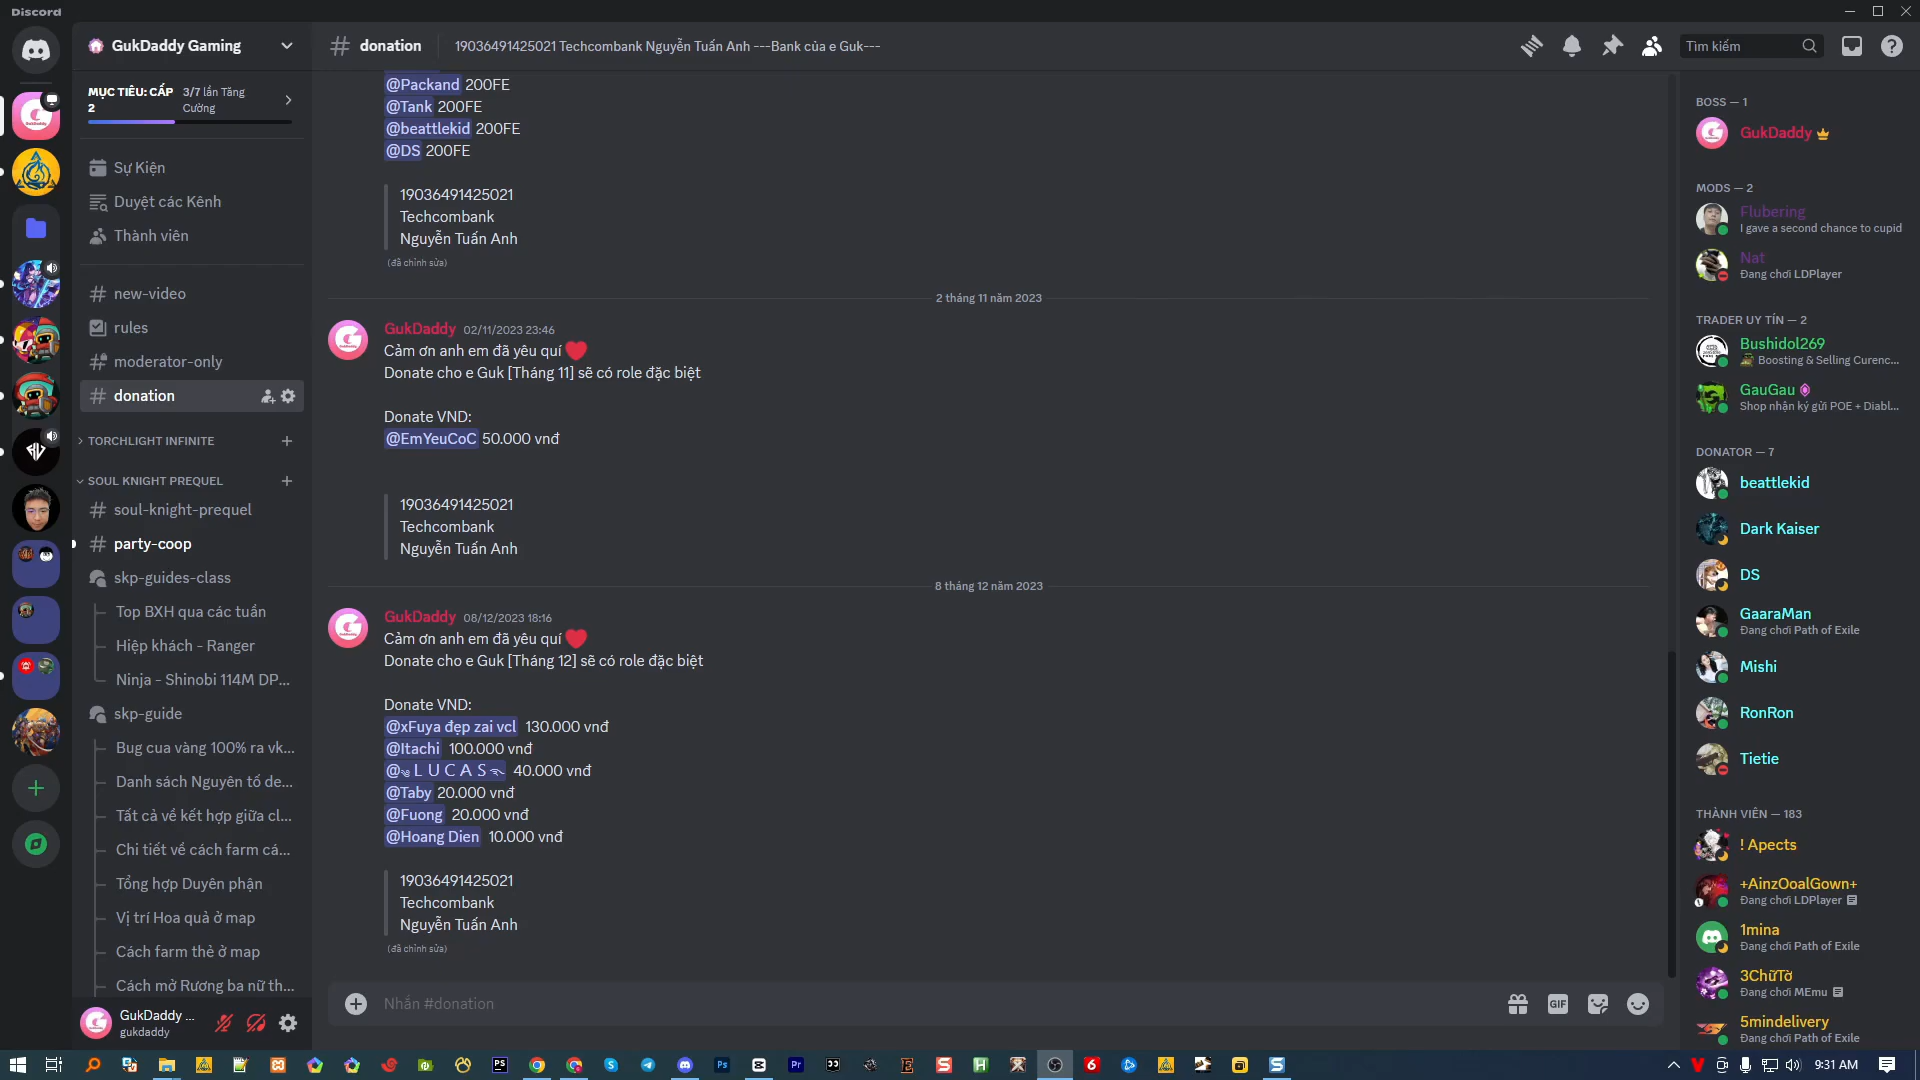 Discord
GukDaddy Gaming
MỤC TIÊU: CẤP 2
3/7 lần Tăng Cường
Sự Kiện
Duyệt các Kênh
Thành viên
new-video
rules
moderator-only
donation
TORCHLIGHT INFINITE
SOUL KNIGHT PREQUEL
soul-knight-prequel
party-coop
skp-guides-class
Top BXH qua các tuần
Hiệp khách - Ranger
Ninja - Shinobi 114M DP...
skp-guide
Bug cua vàng 100% ra vk...
Danh sách Nguyên tố de...
Tất cả về kết hợp giữa cl...
Chi tiết về cách farm cá...
Tổng hợp Duyên phận
Vị trí Hoa quả ở map
Cách farm thẻ ở map
Cách mở Rương ba nữ th...
GukDaddy ...
gukdaddy
donation
19036491425021 Techcombank Nguyễn Tuấn Anh ---Bank của e Guk---
Tìm kiếm
@Packand 200FE
@Tank 200FE
@beattlekid 200FE
@DS 200FE
19036491425021
Techcombank
Nguyễn Tuấn Anh
(đã chỉnh sửa)
2 tháng 11 năm 2023
GukDaddy 02/11/2023 23:46
Cảm ơn anh em đã yêu quí ❤
Donate cho e Guk [Tháng 11] sẽ có role đặc biệt
Donate VND:
@EmYeuCoC 50.000 vnđ
19036491425021
Techcombank
Nguyễn Tuấn Anh
8 tháng 12 năm 2023
GukDaddy 08/12/2023 18:16
Cảm ơn anh em đã yêu quí ❤
Donate cho e Guk [Tháng 12] sẽ có role đặc biệt
Donate VND:
@xFuya đẹp zai vcl 130.000 vnđ
@Itachi 100.000 vnđ
@༄ L U C A S࿐ 40.000 vnđ
@Taby 20.000 vnđ
@Fuong 20.000 vnđ
@Hoang Dien 10.000 vnđ
19036491425021
Techcombank
Nguyễn Tuấn Anh
(đã chỉnh sửa)
Nhắn #donation
GIF
BOSS — 1
GukDaddy
MODS — 2
Flubering
I gave a second chance to cupid
Nat
Đang chơi LDPlayer
TRADER UY TÍN — 2
Bushidol269
Boosting & Selling Curenc...
GauGau
Shop nhận ký gửi POE + Diabl...
DONATOR — 7
beattlekid
Dark Kaiser
DS
GaaraMan
Đang chơi Path of Exile
Mishi
RonRon
Tietie
THÀNH VIÊN — 183
! Apects
+AinzOoalGown+
Đang chơi LDPlayer
1mina
Đang chơi Path of Exile
3ChữTờ
Đang chơi MEmu
5mindelivery
Đang chơi Path of Exile
9:31 AM